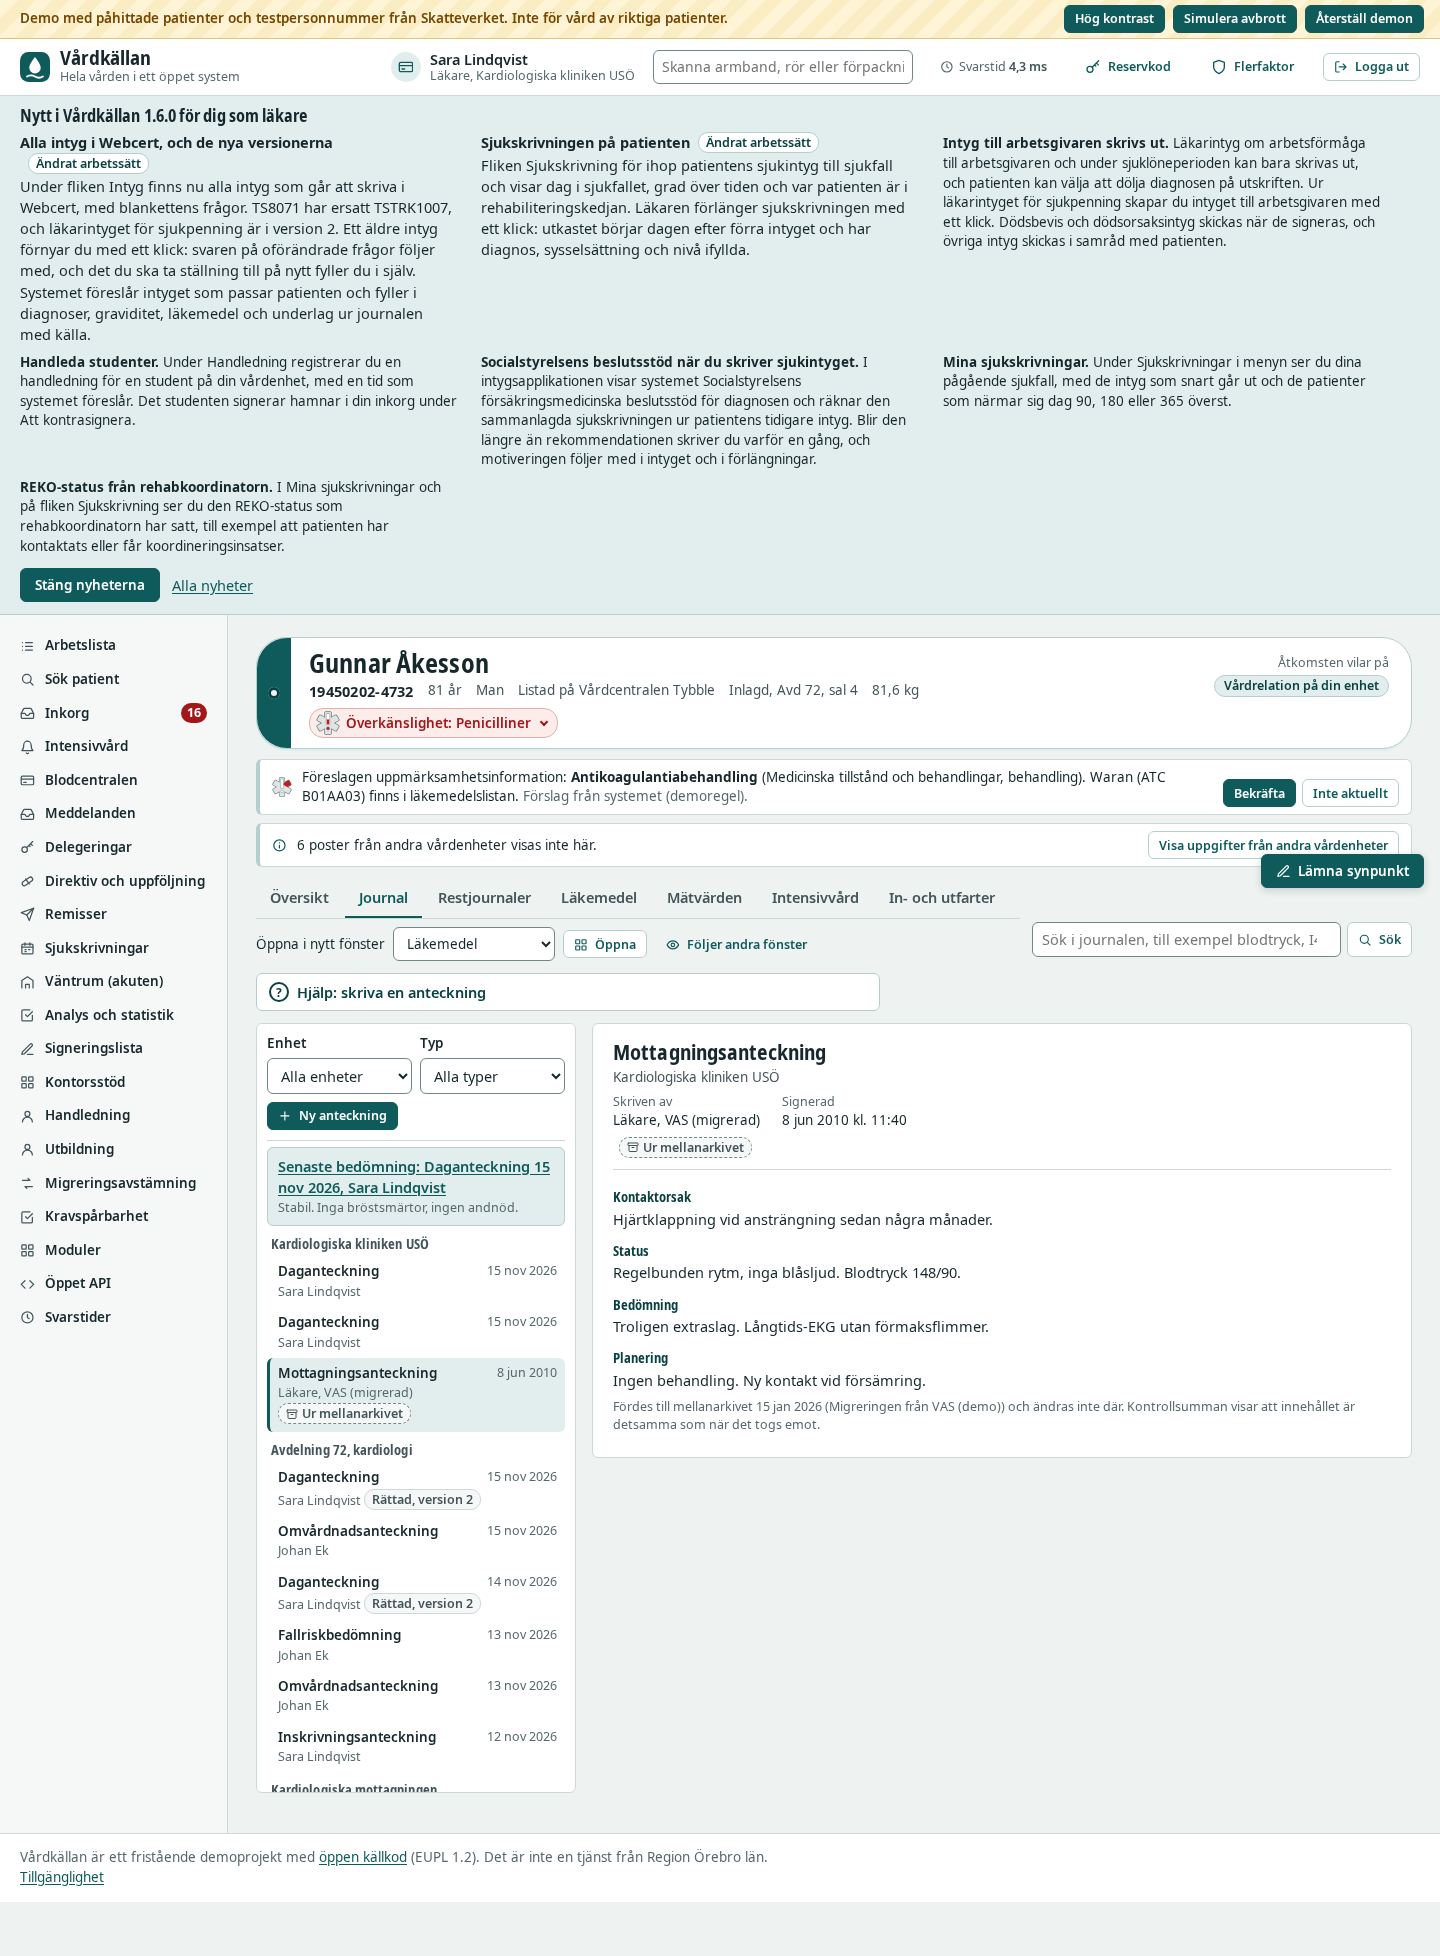 Demo med påhittade patienter och testpersonnummer från Skatteverket. Inte för vård av riktiga patienter.
Hög kontrast
Simulera avbrott
Återställ demon
Vårdkällan
Hela vården i ett öppet system
Sara Lindqvist
Läkare, Kardiologiska kliniken USÖ
Skanna armband, rör eller förpackni
Svarstid 4,3 ms
Reservkod
Flerfaktor
Logga ut
Nytt i Vårdkällan 1.6.0 för dig som läkare
Alla intyg i Webcert, och de nya versionerna
Ändrat arbetssätt
Under fliken Intyg finns nu alla intyg som går att skriva i
Webcert, med blankettens frågor. TS8071 har ersatt TSTRK1007,
och läkarintyget för sjukpenning är i version 2. Ett äldre intyg
förnyar du med ett klick: svaren på oförändrade frågor följer
med, och det du ska ta ställning till på nytt fyller du i själv.
Systemet föreslår intyget som passar patienten och fyller i
diagnoser, graviditet, läkemedel och underlag ur journalen
med källa.
Sjukskrivningen på patienten Ändrat arbetssätt
Fliken Sjukskrivning för ihop patientens sjukintyg till sjukfall
och visar dag i sjukfallet, grad över tiden och var patienten är i
rehabiliteringskedjan. Läkaren förlänger sjukskrivningen med
ett klick: utkastet börjar dagen efter förra intyget och har
diagnos, sysselsättning och nivå ifyllda.
Intyg till arbetsgivaren skrivs ut. Läkarintyg om arbetsförmåga
till arbetsgivaren och under sjuklöneperioden kan bara skrivas ut,
och patienten kan välja att dölja diagnosen på utskriften. Ur
läkarintyget för sjukpenning skapar du intyget till arbetsgivaren med
ett klick. Dödsbevis och dödsorsaksintyg skickas när de signeras, och
övriga intyg skickas i samråd med patienten.
Handleda studenter. Under Handledning registrerar du en
handledning för en student på din vårdenhet, med en tid som
systemet föreslår. Det studenten signerar hamnar i din inkorg under
Att kontrasignera.
Socialstyrelsens beslutsstöd när du skriver sjukintyget. I
intygsapplikationen visar systemet Socialstyrelsens
försäkringsmedicinska beslutsstöd för diagnosen och räknar den
sammanlagda sjukskrivningen ur patientens tidigare intyg. Blir den
längre än rekommendationen skriver du varför en gång, och
motiveringen följer med i intyget och i förlängningar.
Mina sjukskrivningar. Under Sjukskrivningar i menyn ser du dina
pågående sjukfall, med de intyg som snart går ut och de patienter
som närmar sig dag 90, 180 eller 365 överst.
REKO-status från rehabkoordinatorn. I Mina sjukskrivningar och
på fliken Sjukskrivning ser du den REKO-status som
rehabkoordinatorn har satt, till exempel att patienten har
kontaktats eller får koordineringsinsatser.
Stäng nyheterna
Alla nyheter
Arbetslista
Sök patient
Inkorg 16
Intensivvård
Blodcentralen
Meddelanden
Delegeringar
Direktiv och uppföljning
Remisser
Sjukskrivningar
Väntrum (akuten)
Analys och statistik
Signeringslista
Kontorsstöd
Handledning
Utbildning
Migreringsavstämning
Kravspårbarhet
Moduler
Öppet API
Svarstider
Gunnar Åkesson
19450202-4732 81 år Man Listad på Vårdcentralen Tybble Inlagd, Avd 72, sal 4 81,6 kg
Överkänslighet: Penicilliner
Åtkomsten vilar på
Vårdrelation på din enhet
Föreslagen uppmärksamhetsinformation: Antikoagulantiabehandling (Medicinska tillstånd och behandlingar, behandling). Waran (ATC
B01AA03) finns i läkemedelslistan. Förslag från systemet (demoregel).
Bekräfta
Inte aktuellt
6 poster från andra vårdenheter visas inte här.
Visa uppgifter från andra vårdenheter
Lämna synpunkt
Översikt
Journal
Restjournaler
Läkemedel
Mätvärden
Intensivvård
In- och utfarter
Öppna i nytt fönster
Läkemedel
Öppna
Följer andra fönster
Sök i journalen, till exempel blodtryck, I4
Sök
? Hjälp: skriva en anteckning
Enhet
Typ
Alla enheter
Alla typer
Ny anteckning
Senaste bedömning: Daganteckning 15
nov 2026, Sara Lindqvist
Stabil. Inga bröstsmärtor, ingen andnöd.
Kardiologiska kliniken USÖ
Daganteckning 15 nov 2026
Sara Lindqvist
Daganteckning 15 nov 2026
Sara Lindqvist
Mottagningsanteckning 8 jun 2010
Läkare, VAS (migrerad)
Ur mellanarkivet
Avdelning 72, kardiologi
Daganteckning 15 nov 2026
Sara Lindqvist Rättad, version 2
Omvårdnadsanteckning 15 nov 2026
Johan Ek
Daganteckning 14 nov 2026
Sara Lindqvist Rättad, version 2
Fallriskbedömning 13 nov 2026
Johan Ek
Omvårdnadsanteckning 13 nov 2026
Johan Ek
Inskrivningsanteckning 12 nov 2026
Sara Lindqvist
Kardiologiska mottagningen
Mottagningsanteckning
Kardiologiska kliniken USÖ
Skriven av
Läkare, VAS (migrerad)
Signerad
8 jun 2010 kl. 11:40
Ur mellanarkivet
Kontaktorsak
Hjärtklappning vid ansträngning sedan några månader.
Status
Regelbunden rytm, inga blåsljud. Blodtryck 148/90.
Bedömning
Troligen extraslag. Långtids-EKG utan förmaksflimmer.
Planering
Ingen behandling. Ny kontakt vid försämring.
Fördes till mellanarkivet 15 jan 2026 (Migreringen från VAS (demo)) och ändras inte där. Kontrollsumman visar att innehållet är
detsamma som när det togs emot.
Vårdkällan är ett fristående demoprojekt med öppen källkod (EUPL 1.2). Det är inte en tjänst från Region Örebro län.
Tillgänglighet